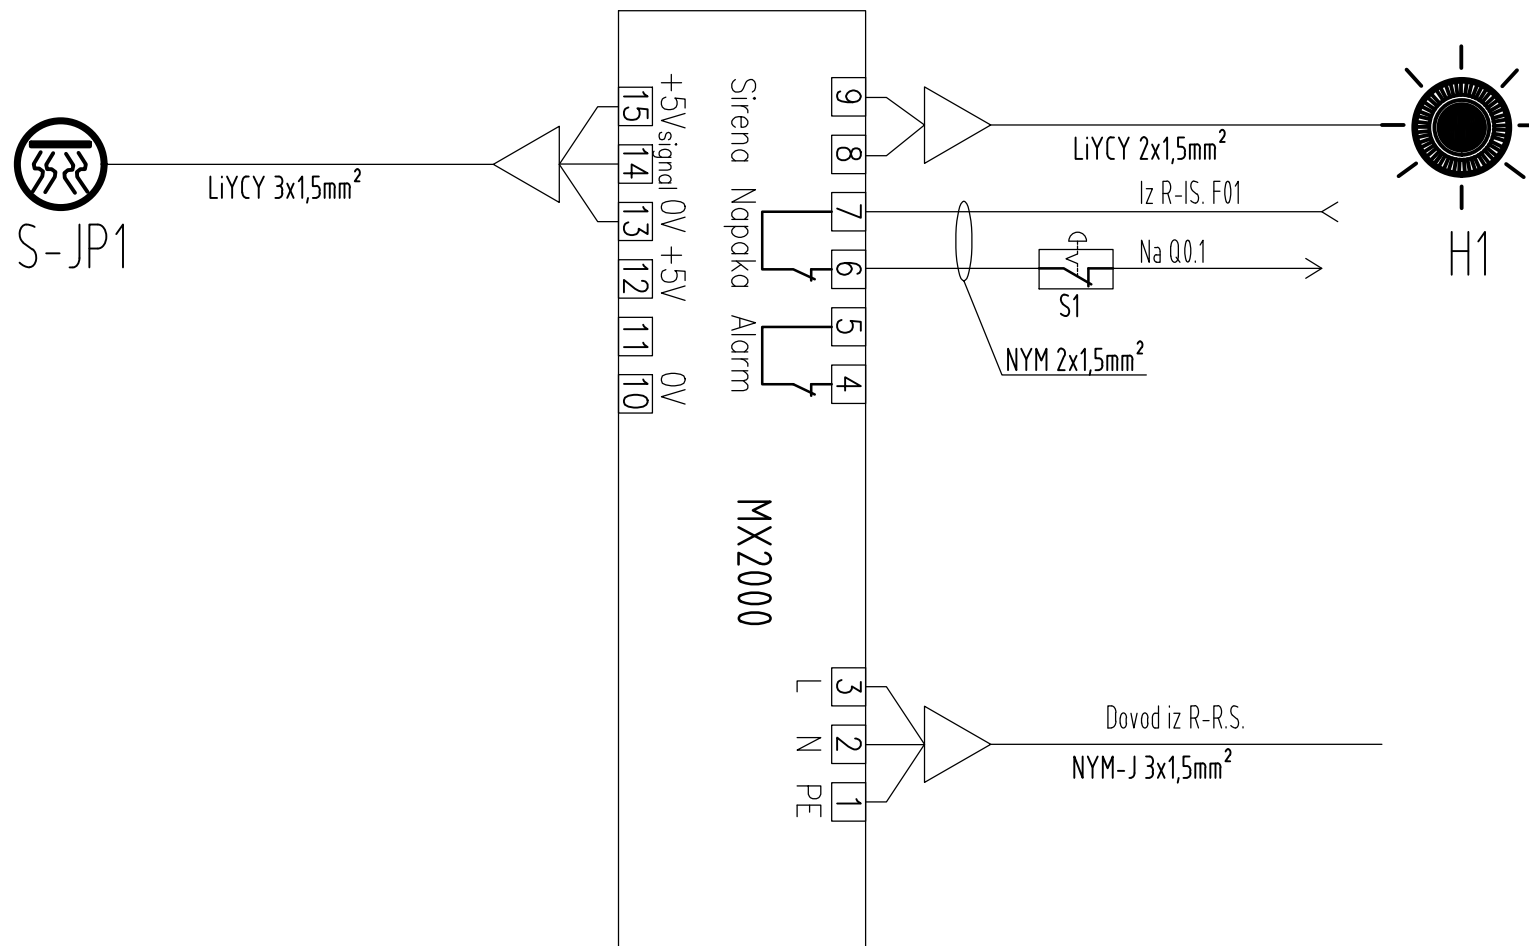 S-JP1
LiYCY 3x1,5mm²
15 +5V
14 signal
13 0V
12 +5V
11
10 0V
Sirena
9
8
Napaka
7
6
Alarm
5
4
MX2000
L 3
N 2
PE 1
LiYCY 2x1,5mm²
H1
Iz R-IS. F01
Na Q0.1
S1
NYM 2x1,5mm²
Dovod iz R-R.S.
NYM-J 3x1,5mm²